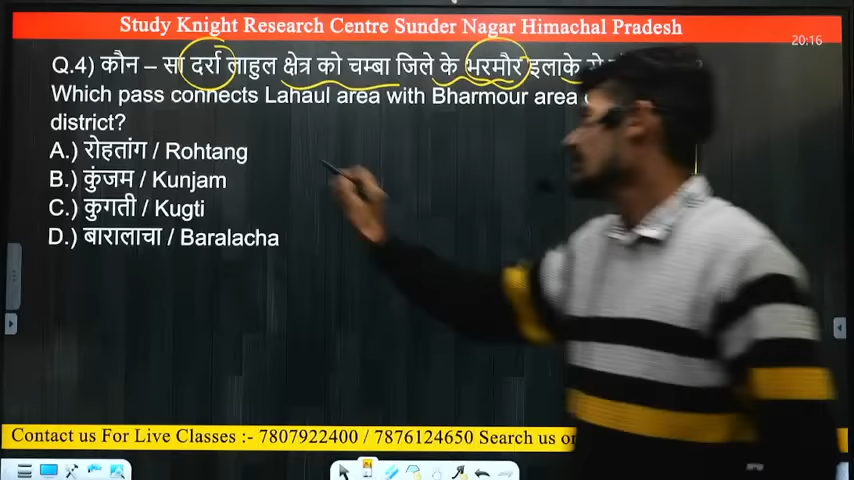 Study Knight Research Centre Sunder Nagar Himachal Pradesh
20:16
Q.4) कौन – सा दर्रा लाहुल क्षेत्र को चम्बा जिले के भरमौर इलाके से
Which pass connects Lahaul area with Bharmour area
district?
A.) रोहतांग / Rohtang
B.) कुंजम / Kunjam
C.) कुगती / Kugti
D.) बारालाचा / Baralacha
Contact us For Live Classes :- 7807922400 / 7876124650 Search us